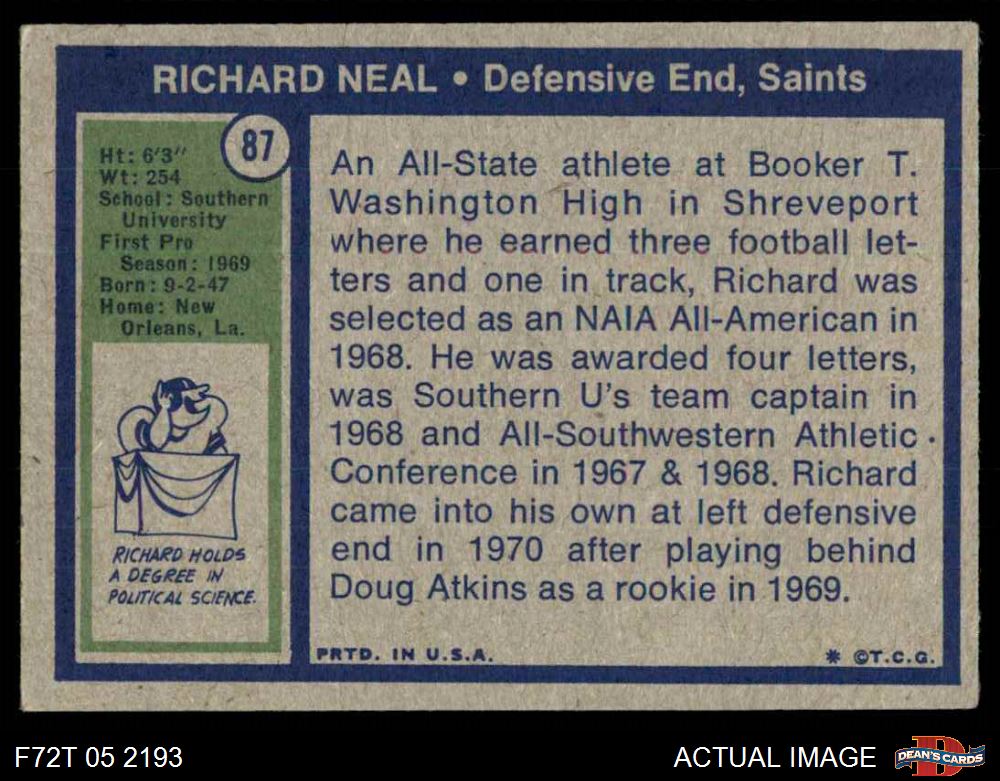 RICHARD NEAL • Defensive End, Saints
87
Ht: 6'3"
Wt: 254
School: Southern
University
First Pro
Season: 1969
Born: 9-2-47
Home: New
Orleans, La.
RICHARD HOLDS
A DEGREE IN
POLITICAL SCIENCE.
An All-State athlete at Booker T.
Washington High in Shreveport
where he earned three football let-
ters and one in track, Richard was
selected as an NAIA All-American in
1968. He was awarded four letters,
was Southern U's team captain in
1968 and All-Southwestern Athletic
Conference in 1967 & 1968. Richard
came into his own at left defensive
end in 1970 after playing behind
Doug Atkins as a rookie in 1969.
PRTD. IN U.S.A.
* ©T.C.G.
F72T 05 2193
ACTUAL IMAGE
D
DEAN'S CARDS